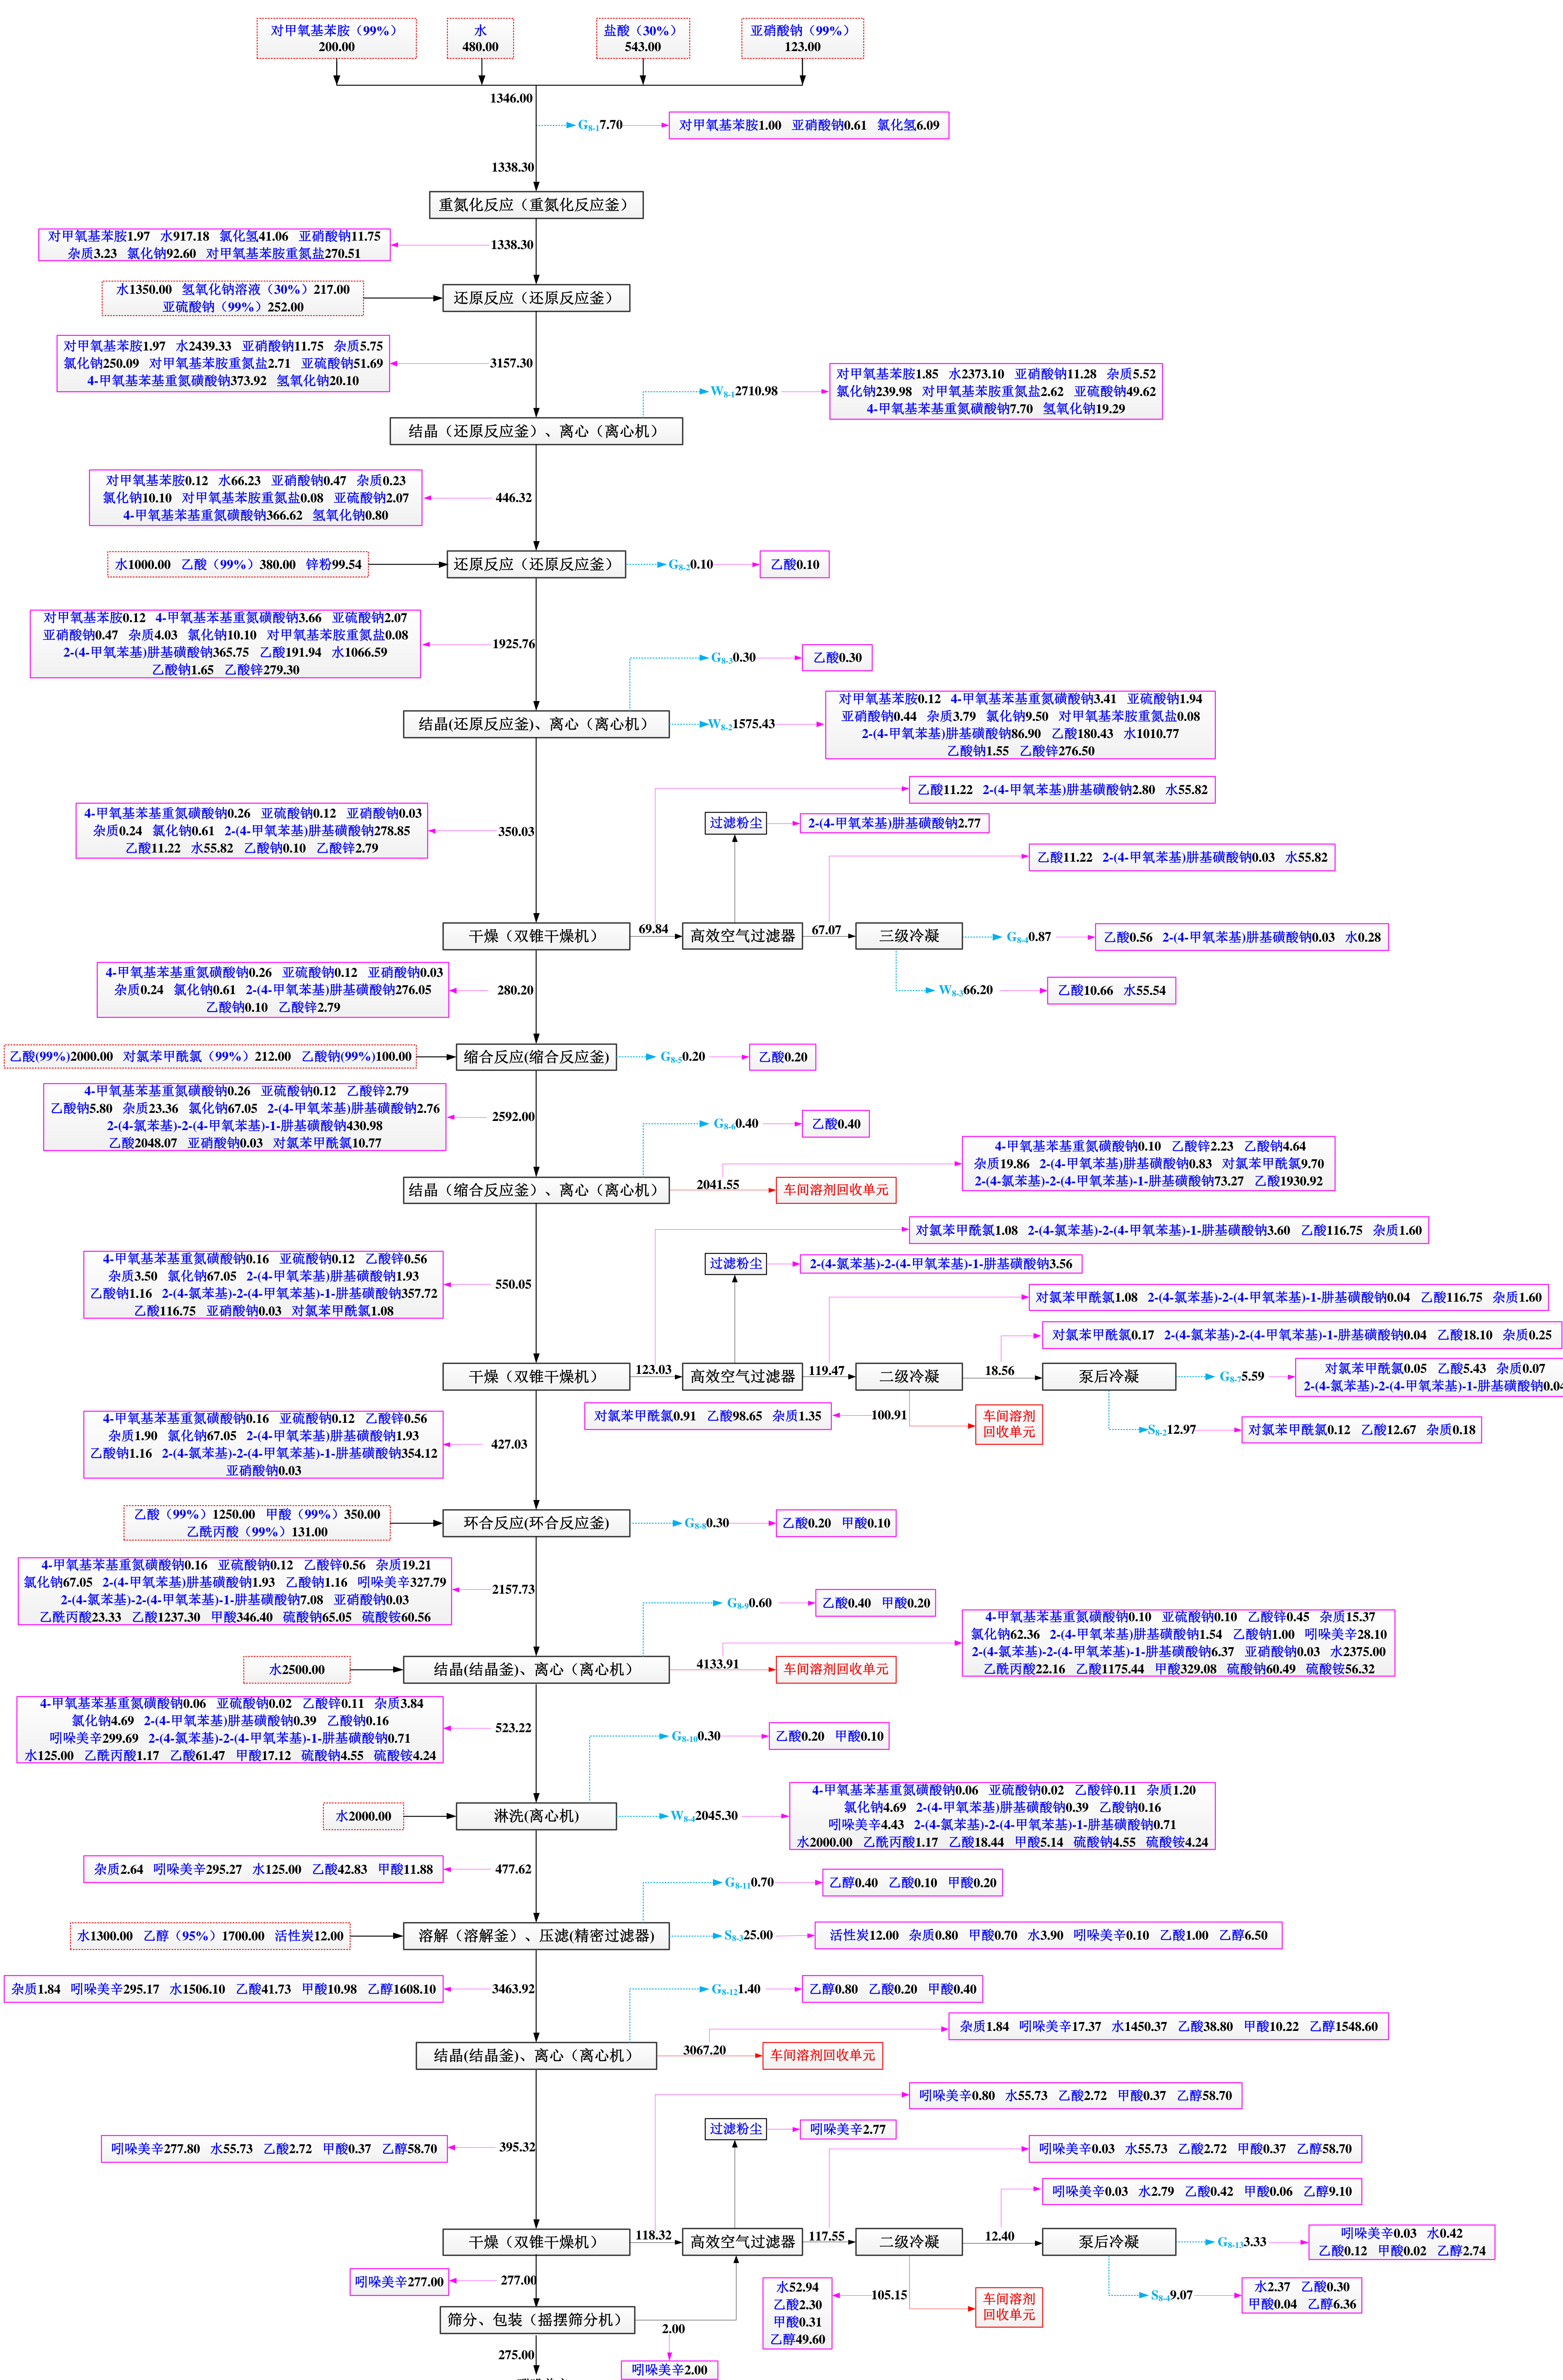 对甲氧基苯胺（99%）
200.00
水
480.00
盐酸（30%）
543.00
亚硝酸钠（99%）
123.00
1346.00
G8-17.70
对甲氧基苯胺1.00 亚硝酸钠0.61 氯化氢6.09
1338.30
重氮化反应（重氮化反应釜）
对甲氧基苯胺1.97 水917.18 氯化氢41.06 亚硝酸钠11.75
杂质3.23 氯化钠92.60 对甲氧基苯胺重氮盐270.51
1338.30
水1350.00 氢氧化钠溶液（30%）217.00
亚硫酸钠（99%）252.00
还原反应（还原反应釜）
对甲氧基苯胺1.97 水2439.33 亚硝酸钠11.75 杂质5.75
氯化钠250.09 对甲氧基苯胺重氮盐2.71 亚硫酸钠51.69
4-甲氧基苯基重氮磺酸钠373.92 氢氧化钠20.10
3157.30
W8-12710.98
对甲氧基苯胺1.85 水2373.10 亚硝酸钠11.28 杂质5.52
氯化钠239.98 对甲氧基苯胺重氮盐2.62 亚硫酸钠49.62
4-甲氧基苯基重氮磺酸钠7.70 氢氧化钠19.29
结晶（还原反应釜）、离心（离心机）
对甲氧基苯胺0.12 水66.23 亚硝酸钠0.47 杂质0.23
氯化钠10.10 对甲氧基苯胺重氮盐0.08 亚硫酸钠2.07
4-甲氧基苯基重氮磺酸钠366.62 氢氧化钠0.80
446.32
水1000.00 乙酸（99%）380.00 锌粉99.54
还原反应（还原反应釜）
G8-20.10
乙酸0.10
对甲氧基苯胺0.12 4-甲氧基苯基重氮磺酸钠3.66 亚硫酸钠2.07
亚硝酸钠0.47 杂质4.03 氯化钠10.10 对甲氧基苯胺重氮盐0.08
2-(4-甲氧苯基)肼基磺酸钠365.75 乙酸191.94 水1066.59
乙酸钠1.65 乙酸锌279.30
1925.76
G8-30.30
乙酸0.30
结晶(还原反应釜)、离心（离心机）
W8-21575.43
对甲氧基苯胺0.12 4-甲氧基苯基重氮磺酸钠3.41 亚硫酸钠1.94
亚硝酸钠0.44 杂质3.79 氯化钠9.50 对甲氧基苯胺重氮盐0.08
2-(4-甲氧苯基)肼基磺酸钠86.90 乙酸180.43 水1010.77
乙酸钠1.55 乙酸锌276.50
乙酸11.22 2-(4-甲氧苯基)肼基磺酸钠2.80 水55.82
4-甲氧基苯基重氮磺酸钠0.26 亚硫酸钠0.12 亚硝酸钠0.03
杂质0.24 氯化钠0.61 2-(4-甲氧苯基)肼基磺酸钠278.85
乙酸11.22 水55.82 乙酸钠0.10 乙酸锌2.79
350.03
过滤粉尘
2-(4-甲氧苯基)肼基磺酸钠2.77
乙酸11.22 2-(4-甲氧苯基)肼基磺酸钠0.03 水55.82
干燥（双锥干燥机）
69.84
高效空气过滤器
67.07
三级冷凝
G8-40.87
乙酸0.56 2-(4-甲氧苯基)肼基磺酸钠0.03 水0.28
4-甲氧基苯基重氮磺酸钠0.26 亚硫酸钠0.12 亚硝酸钠0.03
杂质0.24 氯化钠0.61 2-(4-甲氧苯基)肼基磺酸钠276.05
乙酸钠0.10 乙酸锌2.79
280.20
W8-366.20
乙酸10.66 水55.54
乙酸(99%)2000.00 对氯苯甲酰氯（99%）212.00 乙酸钠(99%)100.00
缩合反应(缩合反应釜)
G8-50.20
乙酸0.20
4-甲氧基苯基重氮磺酸钠0.26 亚硫酸钠0.12 乙酸锌2.79
乙酸钠5.80 杂质23.36 氯化钠67.05 2-(4-甲氧苯基)肼基磺酸钠2.76
2-(4-氯苯基)-2-(4-甲氧苯基)-1-肼基磺酸钠430.98
乙酸2048.07 亚硝酸钠0.03 对氯苯甲酰氯10.77
2592.00
G8-60.40
乙酸0.40
结晶（缩合反应釜）、离心（离心机）
2041.55
车间溶剂回收单元
4-甲氧基苯基重氮磺酸钠0.10 乙酸锌2.23 乙酸钠4.64
杂质19.86 2-(4-甲氧苯基)肼基磺酸钠0.83 对氯苯甲酰氯9.70
2-(4-氯苯基)-2-(4-甲氧苯基)-1-肼基磺酸钠73.27 乙酸1930.92
对氯苯甲酰氯1.08 2-(4-氯苯基)-2-(4-甲氧苯基)-1-肼基磺酸钠3.60 乙酸116.75 杂质1.60
4-甲氧基苯基重氮磺酸钠0.16 亚硫酸钠0.12 乙酸锌0.56
杂质3.50 氯化钠67.05 2-(4-甲氧苯基)肼基磺酸钠1.93
乙酸钠1.16 2-(4-氯苯基)-2-(4-甲氧苯基)-1-肼基磺酸钠357.72
乙酸116.75 亚硝酸钠0.03 对氯苯甲酰氯1.08
550.05
过滤粉尘
2-(4-氯苯基)-2-(4-甲氧苯基)-1-肼基磺酸钠3.56
对氯苯甲酰氯1.08 2-(4-氯苯基)-2-(4-甲氧苯基)-1-肼基磺酸钠0.04 乙酸116.75 杂质1.60
对氯苯甲酰氯0.17 2-(4-氯苯基)-2-(4-甲氧苯基)-1-肼基磺酸钠0.04 乙酸18.10 杂质0.25
干燥（双锥干燥机）
123.03
高效空气过滤器
119.47
二级冷凝
18.56
泵后冷凝
G8-75.59
对氯苯甲酰氯0.05 乙酸5.43 杂质0.07
2-(4-氯苯基)-2-(4-甲氧苯基)-1-肼基磺酸钠0.04
对氯苯甲酰氯0.91 乙酸98.65 杂质1.35
100.91
车间溶剂
回收单元
S8-212.97
对氯苯甲酰氯0.12 乙酸12.67 杂质0.18
4-甲氧基苯基重氮磺酸钠0.16 亚硫酸钠0.12 乙酸锌0.56
杂质1.90 氯化钠67.05 2-(4-甲氧苯基)肼基磺酸钠1.93
乙酸钠1.16 2-(4-氯苯基)-2-(4-甲氧苯基)-1-肼基磺酸钠354.12
亚硝酸钠0.03
427.03
乙酸（99%）1250.00 甲酸（99%）350.00
乙酰丙酸（99%）131.00
环合反应(环合反应釜)
G8-80.30
乙酸0.20 甲酸0.10
4-甲氧基苯基重氮磺酸钠0.16 亚硫酸钠0.12 乙酸锌0.56 杂质19.21
氯化钠67.05 2-(4-甲氧苯基)肼基磺酸钠1.93 乙酸钠1.16 吲哚美辛327.79
2-(4-氯苯基)-2-(4-甲氧苯基)-1-肼基磺酸钠7.08 亚硝酸钠0.03
乙酰丙酸23.33 乙酸1237.30 甲酸346.40 硫酸钠65.05 硫酸铵60.56
2157.73
G8-90.60
乙酸0.40 甲酸0.20
水2500.00
结晶(结晶釜)、离心（离心机）
4133.91
车间溶剂回收单元
4-甲氧基苯基重氮磺酸钠0.10 亚硫酸钠0.10 乙酸锌0.45 杂质15.37
氯化钠62.36 2-(4-甲氧苯基)肼基磺酸钠1.54 乙酸钠1.00 吲哚美辛28.10
2-(4-氯苯基)-2-(4-甲氧苯基)-1-肼基磺酸钠6.37 亚硝酸钠0.03 水2375.00
乙酰丙酸22.16 乙酸1175.44 甲酸329.08 硫酸钠60.49 硫酸铵56.32
4-甲氧基苯基重氮磺酸钠0.06 亚硫酸钠0.02 乙酸锌0.11 杂质3.84
氯化钠4.69 2-(4-甲氧苯基)肼基磺酸钠0.39 乙酸钠0.16
吲哚美辛299.69 2-(4-氯苯基)-2-(4-甲氧苯基)-1-肼基磺酸钠0.71
水125.00 乙酰丙酸1.17 乙酸61.47 甲酸17.12 硫酸钠4.55 硫酸铵4.24
523.22
G8-100.30
乙酸0.20 甲酸0.10
水2000.00
淋洗(离心机)
W8-42045.30
4-甲氧基苯基重氮磺酸钠0.06 亚硫酸钠0.02 乙酸锌0.11 杂质1.20
氯化钠4.69 2-(4-甲氧苯基)肼基磺酸钠0.39 乙酸钠0.16
吲哚美辛4.43 2-(4-氯苯基)-2-(4-甲氧苯基)-1-肼基磺酸钠0.71
水2000.00 乙酰丙酸1.17 乙酸18.44 甲酸5.14 硫酸钠4.55 硫酸铵4.24
杂质2.64 吲哚美辛295.27 水125.00 乙酸42.83 甲酸11.88
477.62
G8-110.70
乙醇0.40 乙酸0.10 甲酸0.20
水1300.00 乙醇（95%）1700.00 活性炭12.00
溶解（溶解釜）、压滤(精密过滤器)
S8-325.00
活性炭12.00 杂质0.80 甲酸0.70 水3.90 吲哚美辛0.10 乙酸1.00 乙醇6.50
杂质1.84 吲哚美辛295.17 水1506.10 乙酸41.73 甲酸10.98 乙醇1608.10
3463.92
G8-121.40
乙醇0.80 乙酸0.20 甲酸0.40
杂质1.84 吲哚美辛17.37 水1450.37 乙酸38.80 甲酸10.22 乙醇1548.60
结晶(结晶釜)、离心（离心机）
3067.20
车间溶剂回收单元
吲哚美辛0.80 水55.73 乙酸2.72 甲酸0.37 乙醇58.70
过滤粉尘
吲哚美辛2.77
吲哚美辛277.80 水55.73 乙酸2.72 甲酸0.37 乙醇58.70
395.32
吲哚美辛0.03 水55.73 乙酸2.72 甲酸0.37 乙醇58.70
吲哚美辛0.03 水2.79 乙酸0.42 甲酸0.06 乙醇9.10
干燥（双锥干燥机）
118.32
高效空气过滤器
117.55
二级冷凝
12.40
泵后冷凝
G8-133.33
吲哚美辛0.03 水0.42
乙酸0.12 甲酸0.02 乙醇2.74
吲哚美辛277.00
277.00
水52.94
乙酸2.30
甲酸0.31
乙醇49.60
105.15
车间溶剂
回收单元
S8-49.07
水2.37 乙酸0.30
甲酸0.04 乙醇6.36
筛分、包装（摇摆筛分机）
2.00
275.00
吲哚美辛2.00